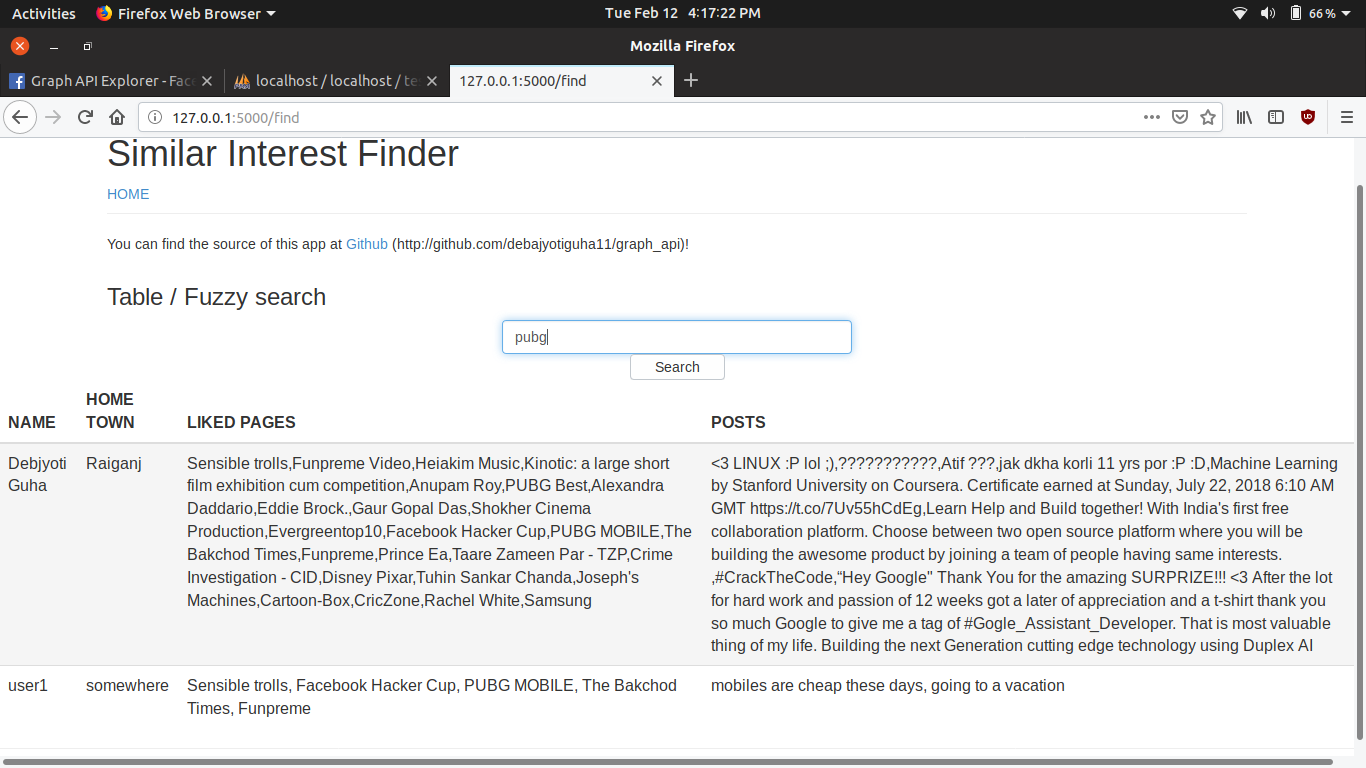 Activities Firefox Web Browser Tue Feb 12 4:17:22 PM 66%
Mozilla Firefox
Graph API Explorer - Fac localhost / localhost / te 127.0.0.1:5000/find
127.0.0.1:5000/find
Similar Interest Finder
HOME
You can find the source of this app at Github (http://github.com/debajyotiguha11/graph_api)!
Table / Fuzzy search
pubg
Search
NAME HOME TOWN LIKED PAGES POSTS
Debjyoti Raiganj Sensible trolls,Funpreme Video,Heiakim Music,Kinotic: a large short <3 LINUX :P lol ;),???????????,Atif ???,jak dkha korli 11 yrs por :P :D,Machine Learning
Guha film exhibition cum competition,Anupam Roy,PUBG Best,Alexandra by Stanford University on Coursera. Certificate earned at Sunday, July 22, 2018 6:10 AM
Daddario,Eddie Brock.,Gaur Gopal Das,Shokher Cinema GMT https://t.co/7Uv55hCdEg,Learn Help and Build together! With India's first free
Production,Evergreentop10,Facebook Hacker Cup,PUBG MOBILE,The collaboration platform. Choose between two open source platform where you will be
Bakchod Times,Funpreme,Prince Ea,Taare Zameen Par - TZP,Crime building the awesome product by joining a team of people having same interests.
Investigation - CID,Disney Pixar,Tuhin Sankar Chanda,Joseph's ,#CrackTheCode,“Hey Google" Thank You for the amazing SURPRIZE!!! <3 After the lot
Machines,Cartoon-Box,CricZone,Rachel White,Samsung for hard work and passion of 12 weeks got a later of appreciation and a t-shirt thank you
so much Google to give me a tag of #Gogle_Assistant_Developer. That is most valuable
thing of my life. Building the next Generation cutting edge technology using Duplex AI
user1 somewhere Sensible trolls, Facebook Hacker Cup, PUBG MOBILE, The Bakchod mobiles are cheap these days, going to a vacation
Times, Funpreme